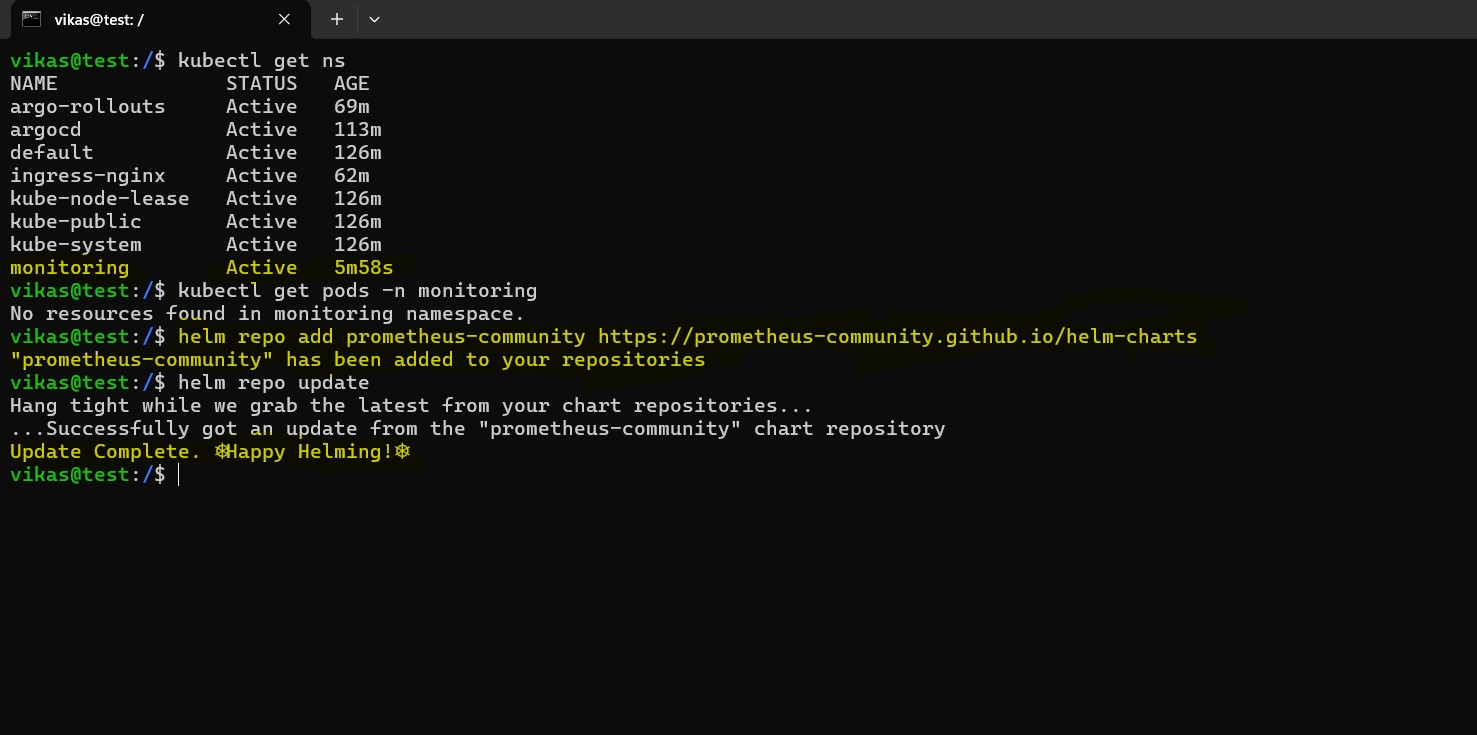 vikas@test: /
vikas@test:/$ kubectl get ns
NAME              STATUS   AGE
argo-rollouts     Active   69m
argocd            Active   113m
default           Active   126m
ingress-nginx     Active   62m
kube-node-lease   Active   126m
kube-public       Active   126m
kube-system       Active   126m
monitoring        Active   5m58s
vikas@test:/$ kubectl get pods -n monitoring
No resources found in monitoring namespace.
vikas@test:/$ helm repo add prometheus-community https://prometheus-community.github.io/helm-charts
"prometheus-community" has been added to your repositories
vikas@test:/$ helm repo update
Hang tight while we grab the latest from your chart repositories...
...Successfully got an update from the "prometheus-community" chart repository
Update Complete. ⎈Happy Helming!⎈
vikas@test:/$